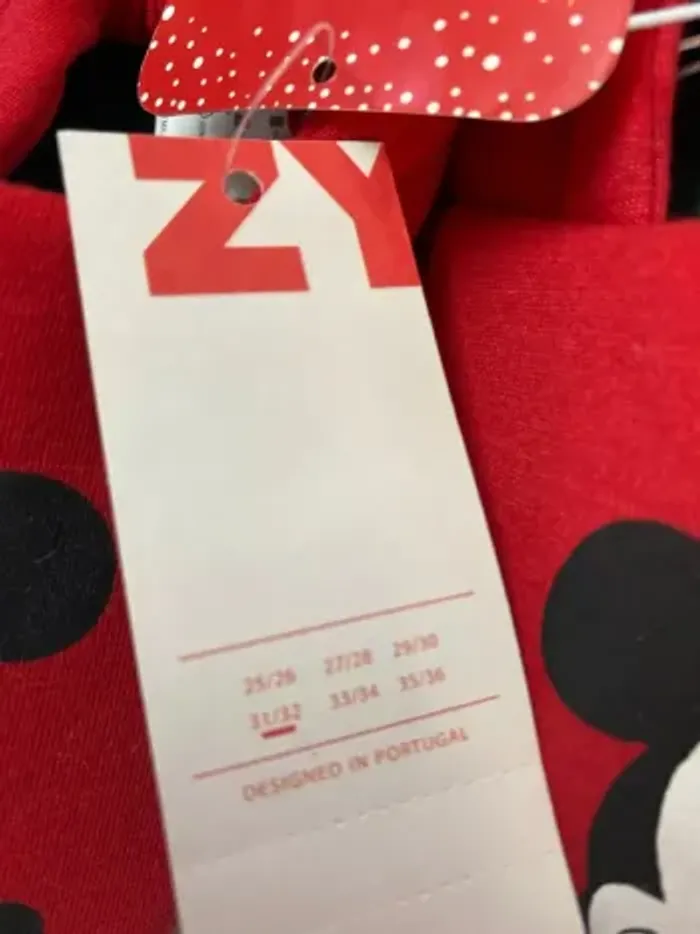 ZY
25/26 27/28 29/30
31/32 33/34 35/36
DESIGNED IN PORTUGAL